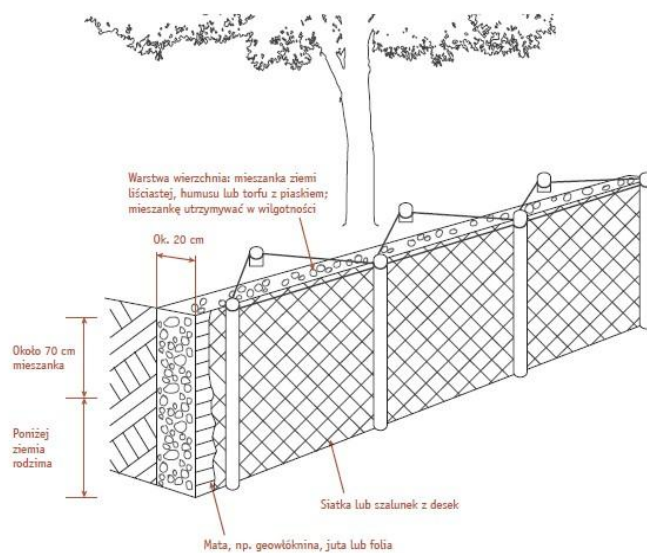 Warstwa wierzchnia: mieszanka ziemi
liściastej, humusu lub torfu z piaskiem;
mieszankę utrzymywać w wilgotności
Ok. 20 cm
Około 70 cm
mieszanka
Poniżej
ziemia
rodzima
Siatka lub szalunek z desek
Mata, np. geowłóknina, juta lub folia